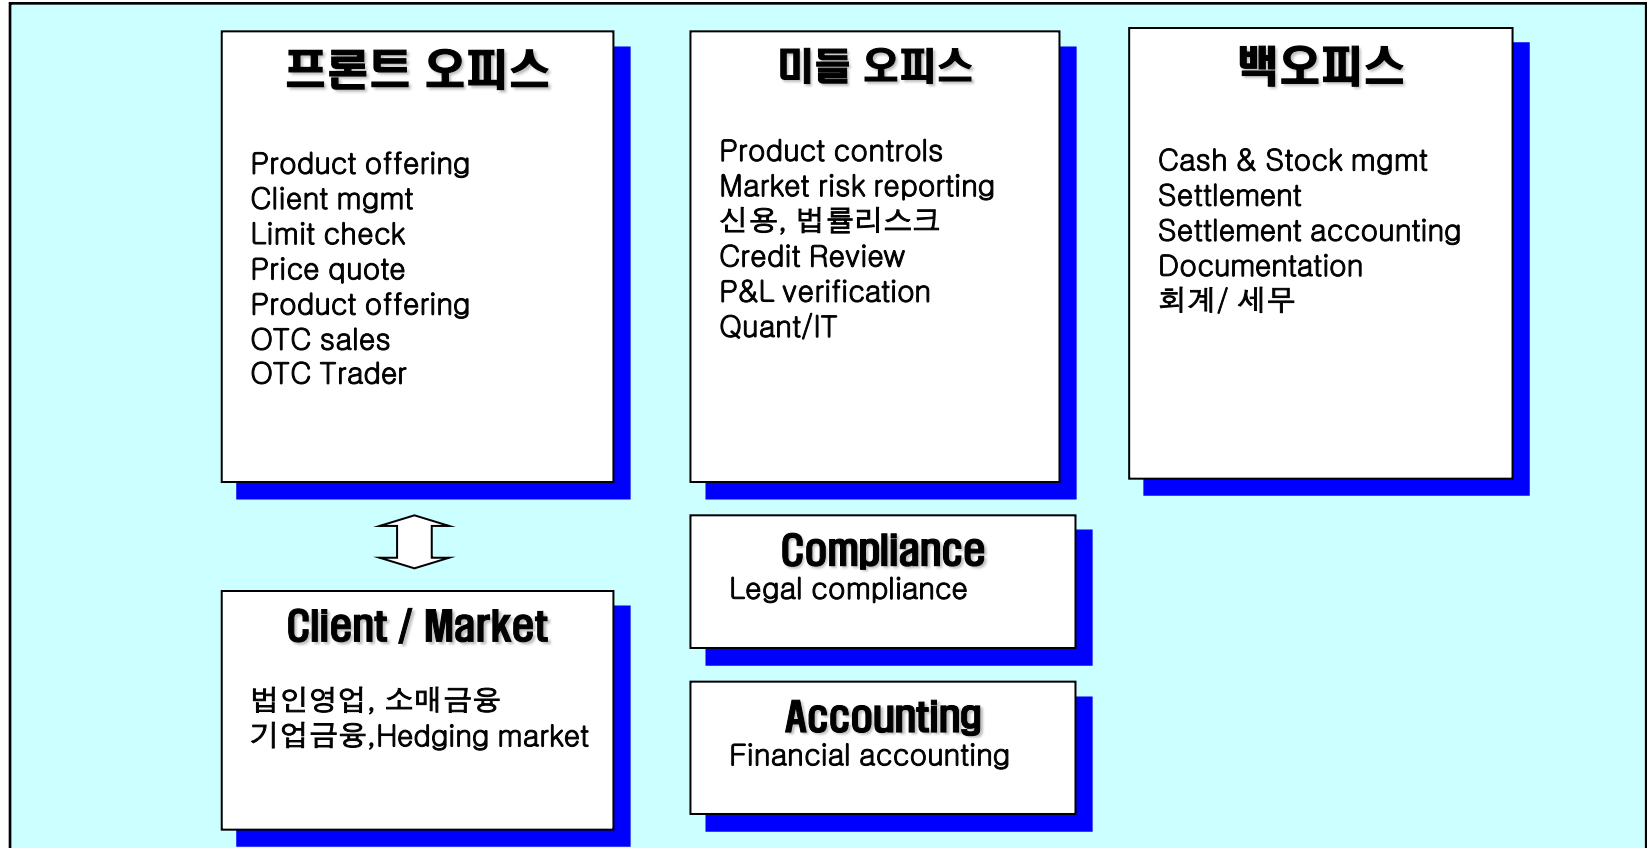 프론트 오피스
Product offering
Client mgmt
Limit check
Price quote
Product offering
OTC sales
OTC Trader
미들 오피스
Product controls
Market risk reporting
신용, 법률리스크
Credit Review
P&L verification
Quant/IT
백오피스
Cash & Stock mgmt
Settlement
Settlement accounting
Documentation
회계/ 세무
Client / Market
법인영업, 소매금융
기업금융,Hedging market
Compliance
Legal compliance
Accounting
Financial accounting